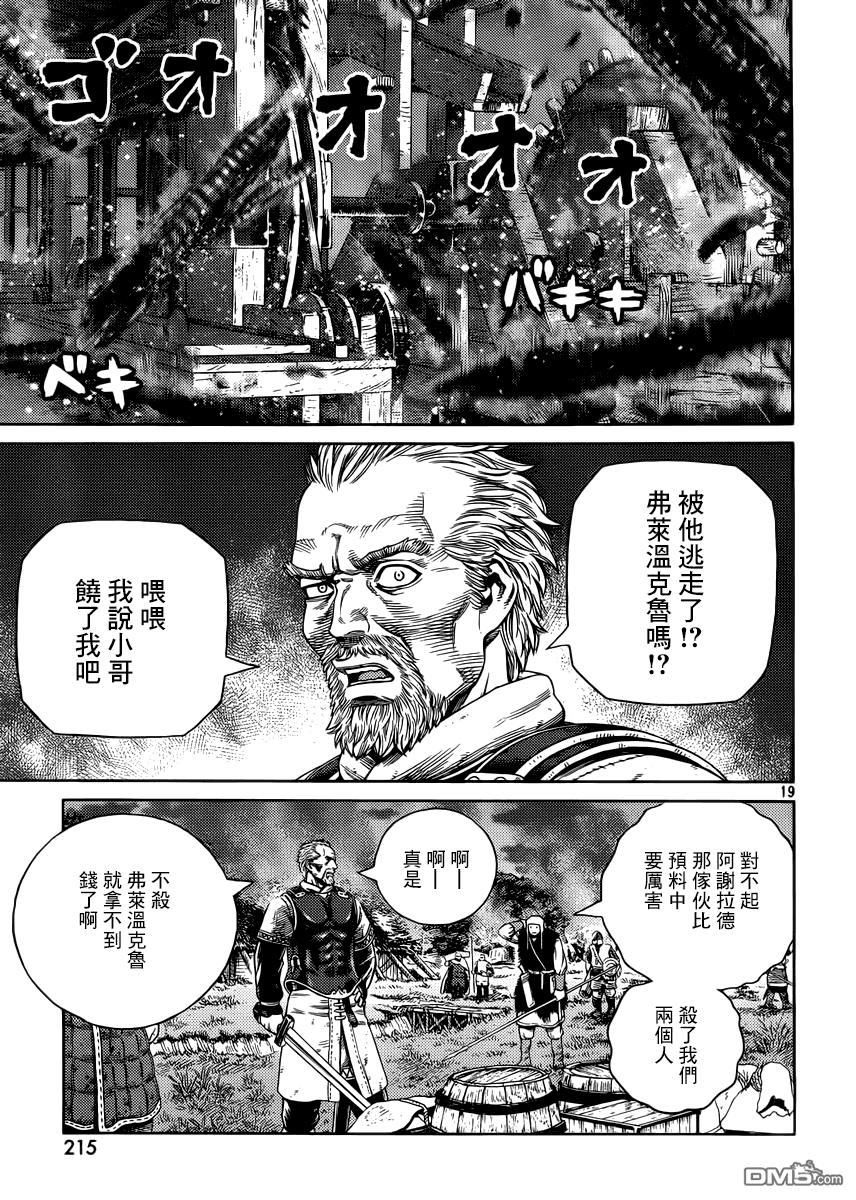 ゴオオオオ
バキキ
ベキ
被他逃走了!?
弗萊溫克魯嗎!?
喂喂
我說小哥
饒了我吧
19
對不起
阿謝拉德
那傢伙比
預料中
要厲害
殺了我們
兩個人
啊—
啊—
真是
不殺
弗萊溫克魯
就拿不到
錢了啊
215
DM5.com